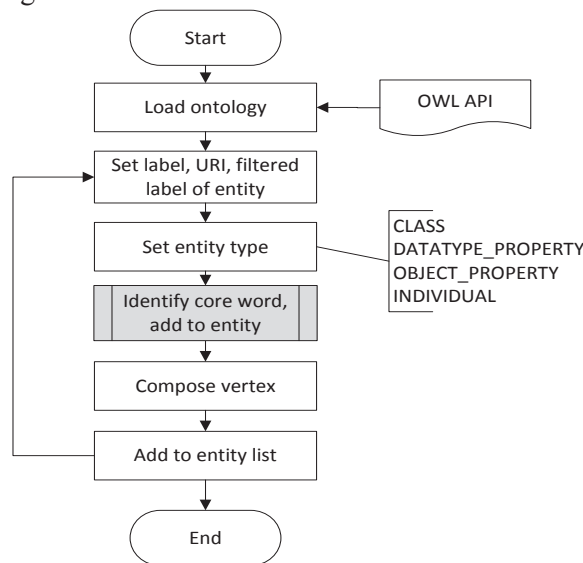 Start
Load ontology
OWL API
Set label, URI, filtered
label of entity
Set entity type
CLASS
DATATYPE_PROPERTY
OBJECT_PROPERTY
INDIVIDUAL
Identify core word,
add to entity
Compose vertex
Add to entity list
End